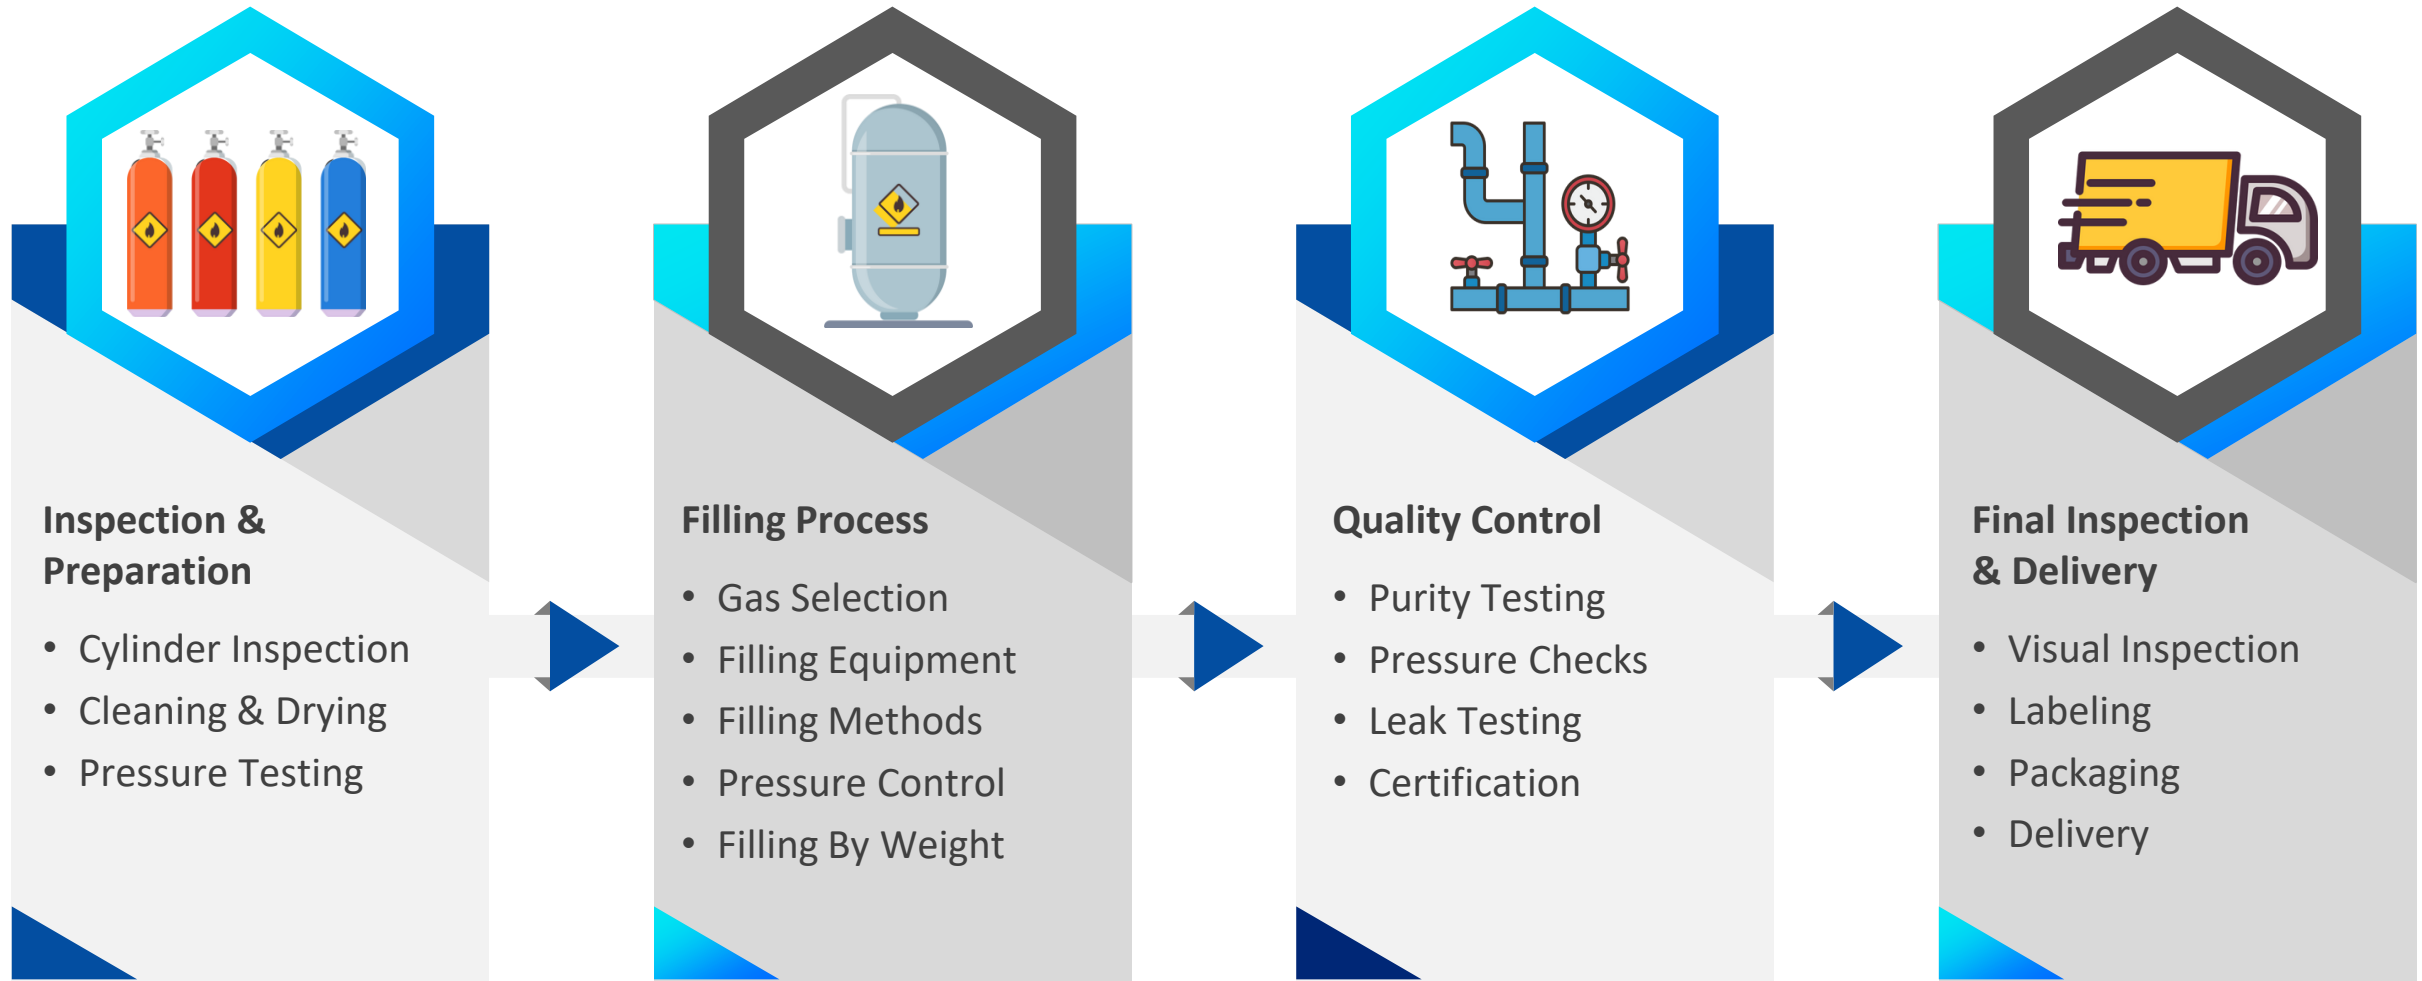 Inspection &
Preparation
• Cylinder Inspection
• Cleaning & Drying
• Pressure Testing
Filling Process
• Gas Selection
• Filling Equipment
• Filling Methods
• Pressure Control
• Filling By Weight
Quality Control
• Purity Testing
• Pressure Checks
• Leak Testing
• Certification
Final Inspection
& Delivery
• Visual Inspection
• Labeling
• Packaging
• Delivery